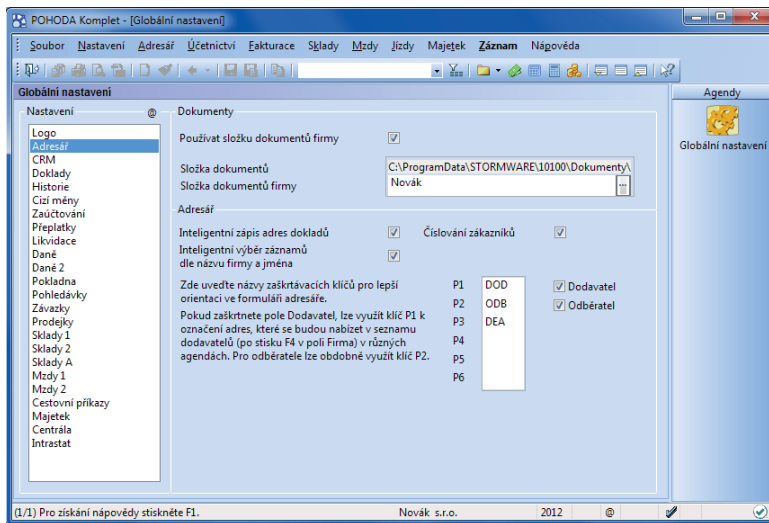 POHODA Komplet - [Globální nastavení]
Soubor Nastavení Adresář Účetnictví Fakturace Sklady Mzdy Jízdy Majetek Záznam Nápověda
Globální nastavení
Agendy
Globální nastavení
Nastavení @
Logo
Adresář
CRM
Doklady
Historie
Cizí měny
Zaúčtování
Přeplatky
Likvidace
Daně
Daně 2
Pokladna
Pohledávky
Závazky
Prodejky
Sklady 1
Sklady 2
Sklady A
Mzdy 1
Mzdy 2
Cestovní příkazy
Majetek
Centrála
Intrastat
Dokumenty
Používat složku dokumentů firmy
Složka dokumentů C:\ProgramData\STORMWARE\10100\Dokumenty\
Složka dokumentů firmy Novák ...
Adresář
Inteligentní zápis adres dokladů Číslování zákazníků
Inteligentní výběr záznamů
dle názvu firmy a jména
Zde uveďte názvy zaškrtávacích klíčů pro lepší
orientaci ve formuláři adresáře.
Pokud zaškrtnete pole Dodavatel, lze využít klíč P1 k
označení adres, které se budou nabízet v seznamu
dodavatelů (po stisku F4 v poli Firma) v různých
agendách. Pro odběratele lze obdobně využít klíč P2.
P1 DOD Dodavatel
P2 ODB Odběratel
P3 DEA
P4
P5
P6
(1/1) Pro získání nápovědy stiskněte F1. Novák s.r.o. 2012 @